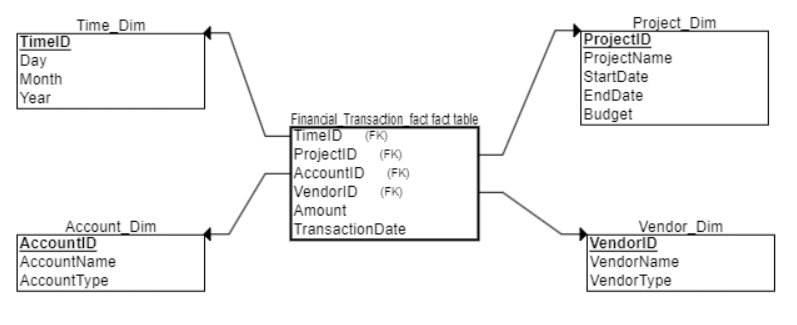 Time_Dim
TimeID
Day
Month
Year
Project_Dim
ProjectID
ProjectName
StartDate
EndDate
Budget
Financial_Transaction_fact fact table
TimeID (FK)
ProjectID (FK)
AccountID (FK)
VendorID (FK)
Amount
TransactionDate
Account_Dim
AccountID
AccountName
AccountType
Vendor_Dim
VendorID
VendorName
VendorType